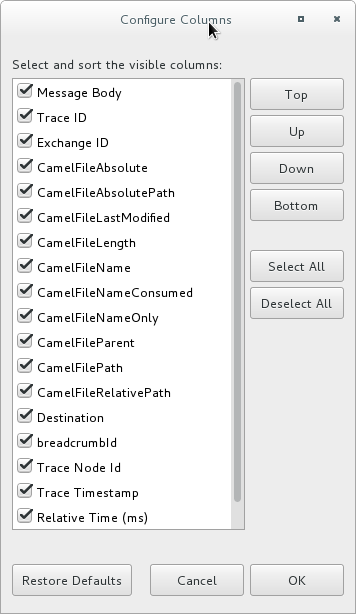 Configure Columns
Select and sort the visible columns:
Message Body
Trace ID
Exchange ID
CamelFileAbsolute
CamelFileAbsolutePath
CamelFileLastModified
CamelFileLength
CamelFileName
CamelFileNameConsumed
CamelFileNameOnly
CamelFileParent
CamelFilePath
CamelFileRelativePath
Destination
breadcrumbId
Trace Node Id
Trace Timestamp
Relative Time (ms)
Top
Up
Down
Bottom
Select All
Deselect All
Restore Defaults
Cancel
OK